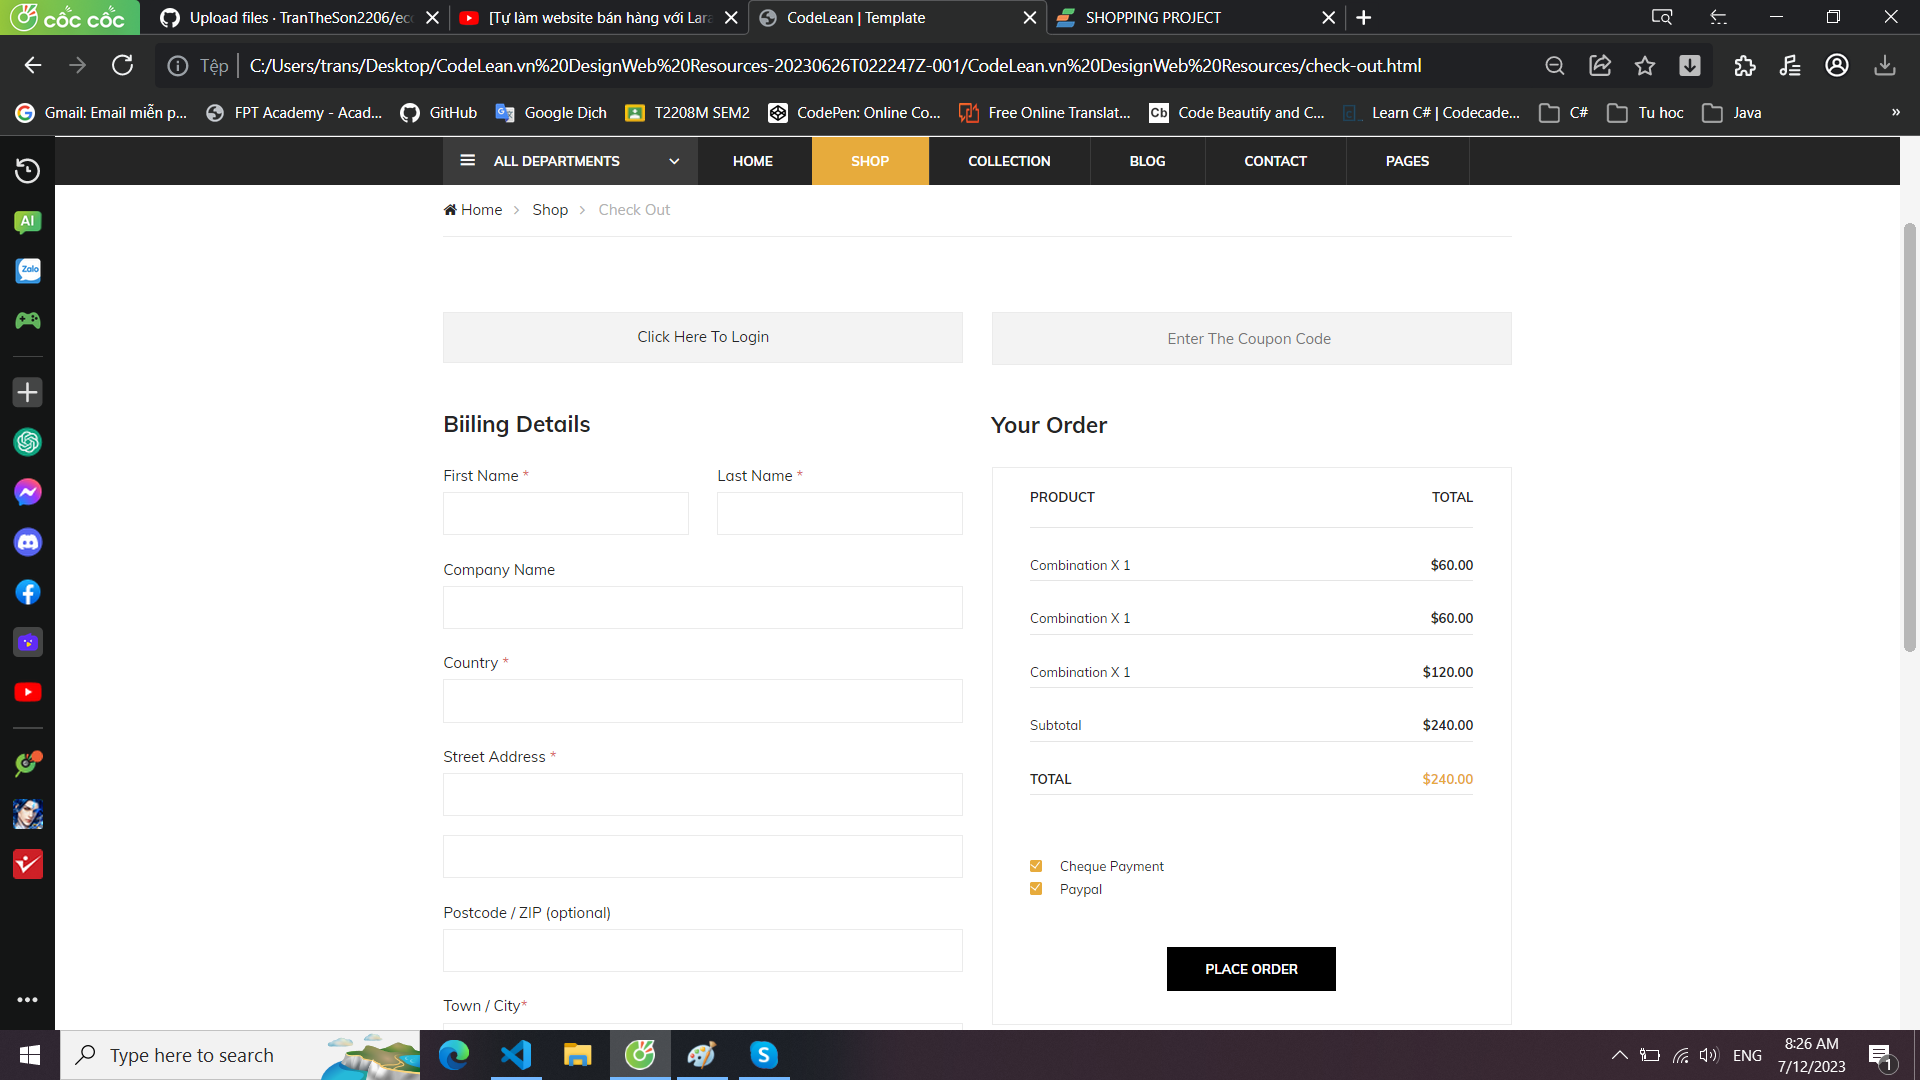 cốc cốc
Upload files · TranTheSon2206/ecc
[Tự làm website bán hàng với Lara
CodeLean | Template
SHOPPING PROJECT
Tệp
C:/Users/trans/Desktop/CodeLean.vn%20DesignWeb%20Resources-20230626T022247Z-001/CodeLean.vn%20DesignWeb%20Resources/check-out.html
Gmail: Email miễn p...
FPT Academy - Acad...
GitHub
Google Dịch
T2208M SEM2
CodePen: Online Co...
Free Online Translat...
Cb
Code Beautify and C...
Learn C# | Codecade...
C#
Tu hoc
Java
»
AI
Zalo
ALL DEPARTMENTS
HOME
SHOP
COLLECTION
BLOG
CONTACT
PAGES
Home > Shop > Check Out
Click Here To Login
Enter The Coupon Code
Biiling Details
First Name *
Last Name *
Company Name
Country *
Street Address *
Postcode / ZIP (optional)
Town / City*
Your Order
PRODUCT TOTAL
Combination X 1 $60.00
Combination X 1 $60.00
Combination X 1 $120.00
Subtotal $240.00
TOTAL $240.00
Cheque Payment
Paypal
PLACE ORDER
Type here to search
ENG
8:26 AM
7/12/2023
1